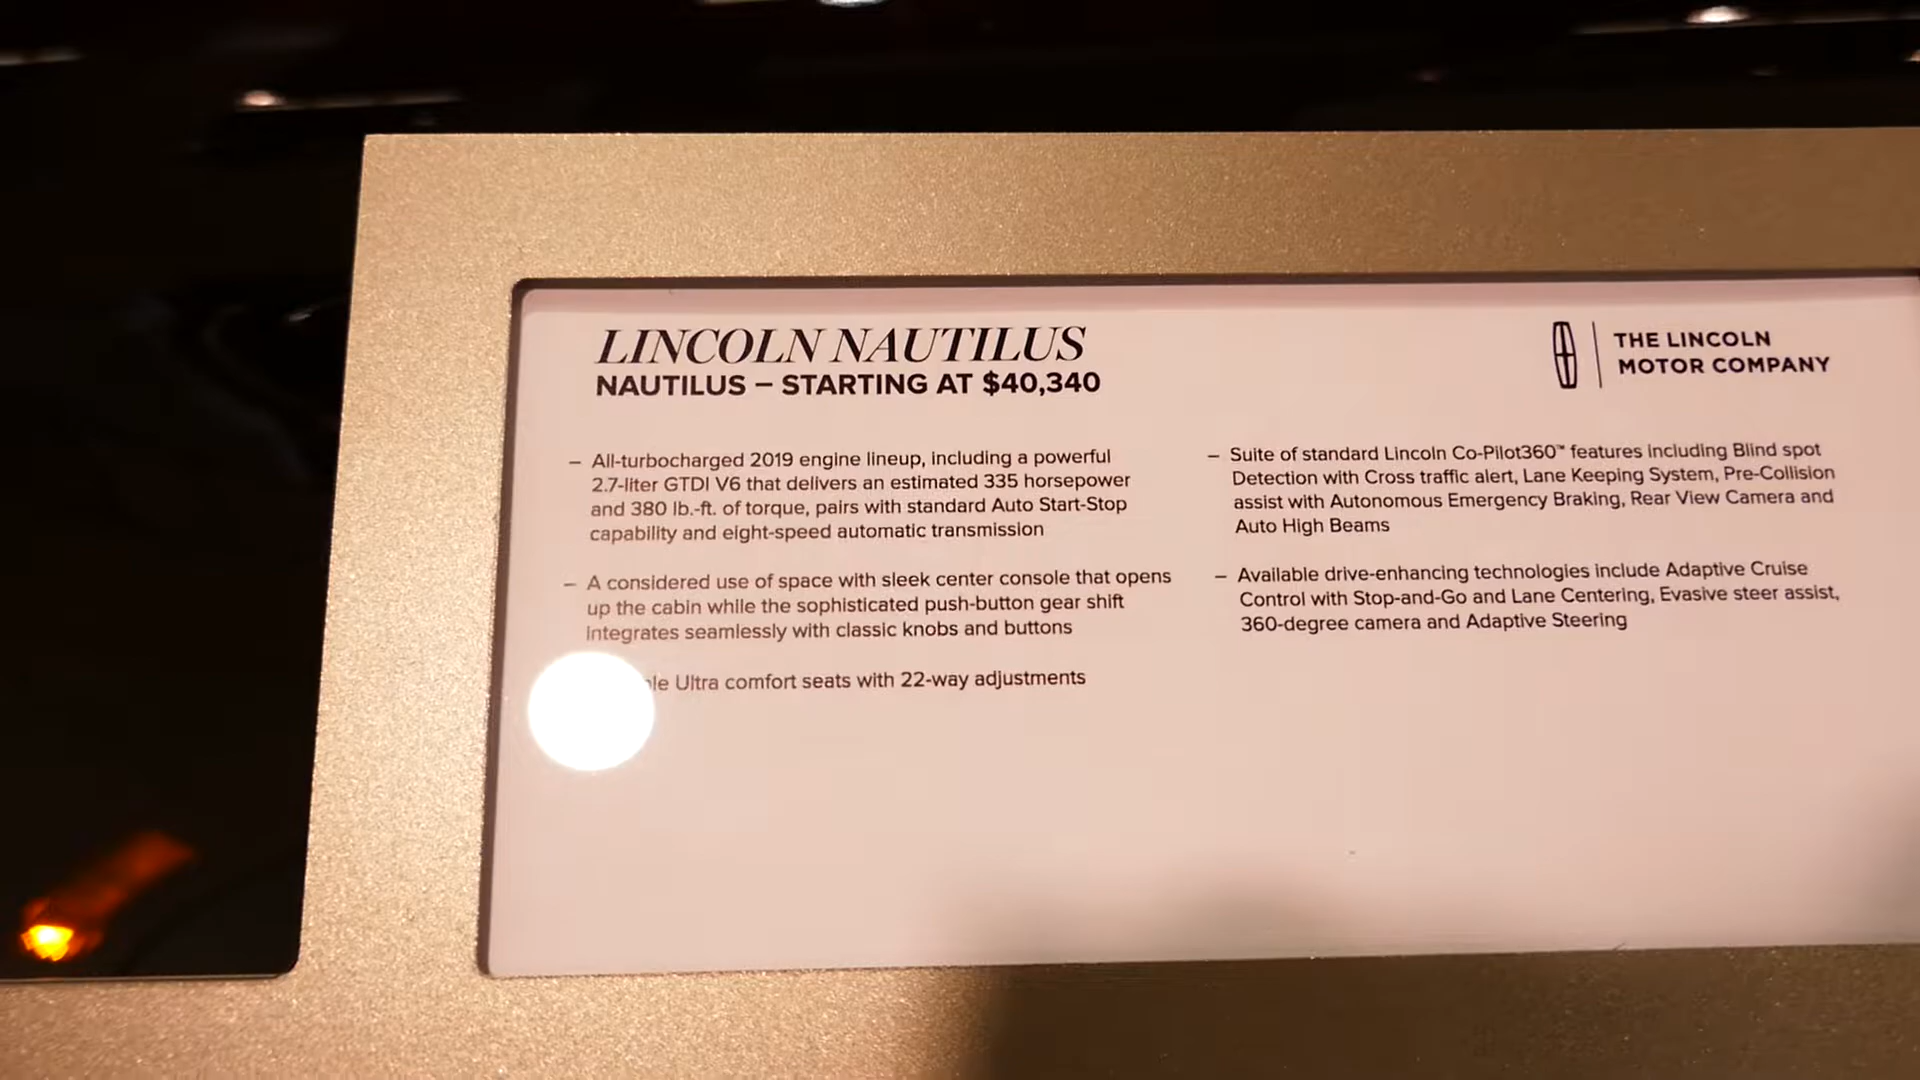 LINCOLN NAUTILUS
NAUTILUS – STARTING AT $40,340
THE LINCOLN
MOTOR COMPANY
– All-turbocharged 2019 engine lineup, including a powerful
2.7-liter GTDI V6 that delivers an estimated 335 horsepower
and 380 lb.-ft. of torque, pairs with standard Auto Start-Stop
capability and eight-speed automatic transmission
– A considered use of space with sleek center console that opens
up the cabin while the sophisticated push-button gear shift
integrates seamlessly with classic knobs and buttons
Ultra comfort seats with 22-way adjustments
– Suite of standard Lincoln Co-Pilot360™ features including Blind spot
Detection with Cross traffic alert, Lane Keeping System, Pre-Collision
assist with Autonomous Emergency Braking, Rear View Camera and
Auto High Beams
– Available drive-enhancing technologies include Adaptive Cruise
Control with Stop-and-Go and Lane Centering, Evasive steer assist,
360-degree camera and Adaptive Steering